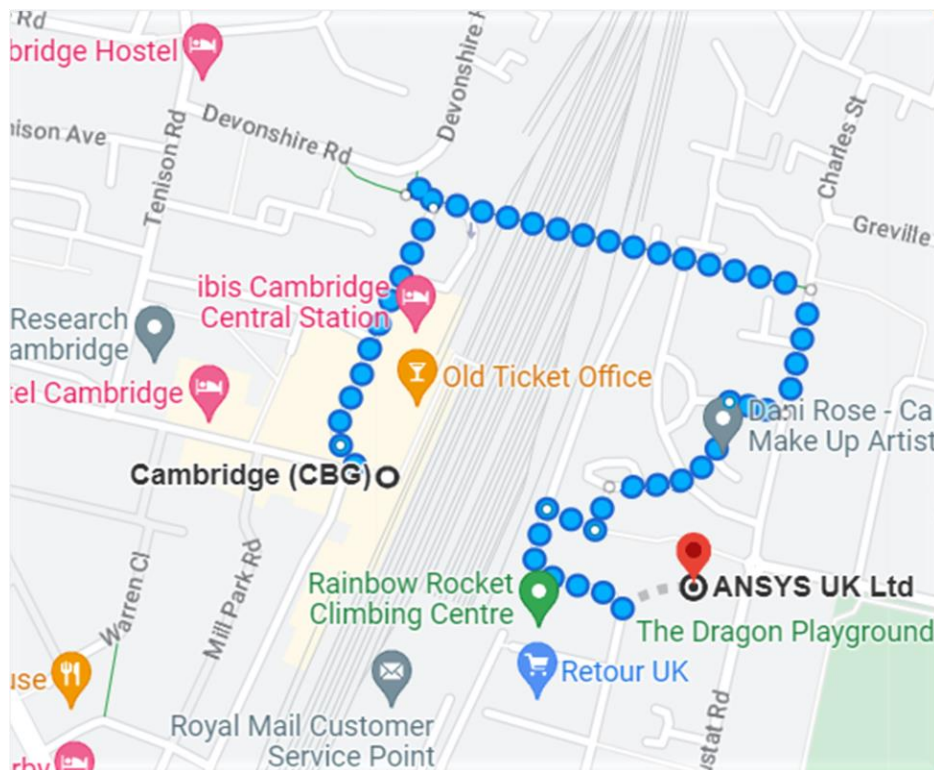 Rd
bridge Hostel
Devonshire R
nison Ave
Tenison Rd
Devonshire Rd
Charles St
Greville
ibis Cambridge
Central Station
Research
ambridge
tel Cambridge
Old Ticket Office
Dani Rose - Ca
Make Up Artist
Cambridge (CBG)
Warren Cl
Mill Park Rd
Rainbow Rocket
Climbing Centre
ANSYS UK Ltd
The Dragon Playground
Retour UK
use
Royal Mail Customer
Service Point
ustat Rd
rby